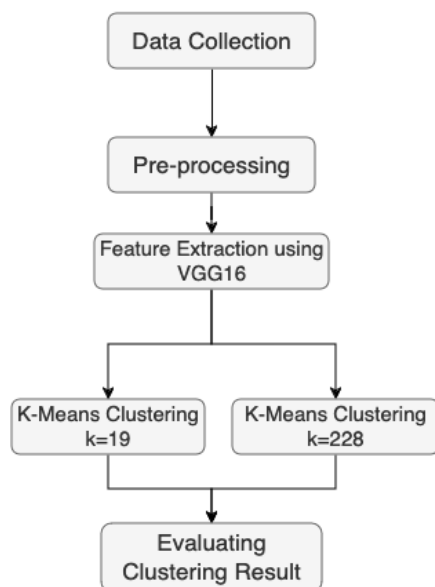 Data Collection
Pre-processing
Feature Extraction using
VGG16
K-Means Clustering
k=19
K-Means Clustering
k=228
Evaluating
Clustering Result